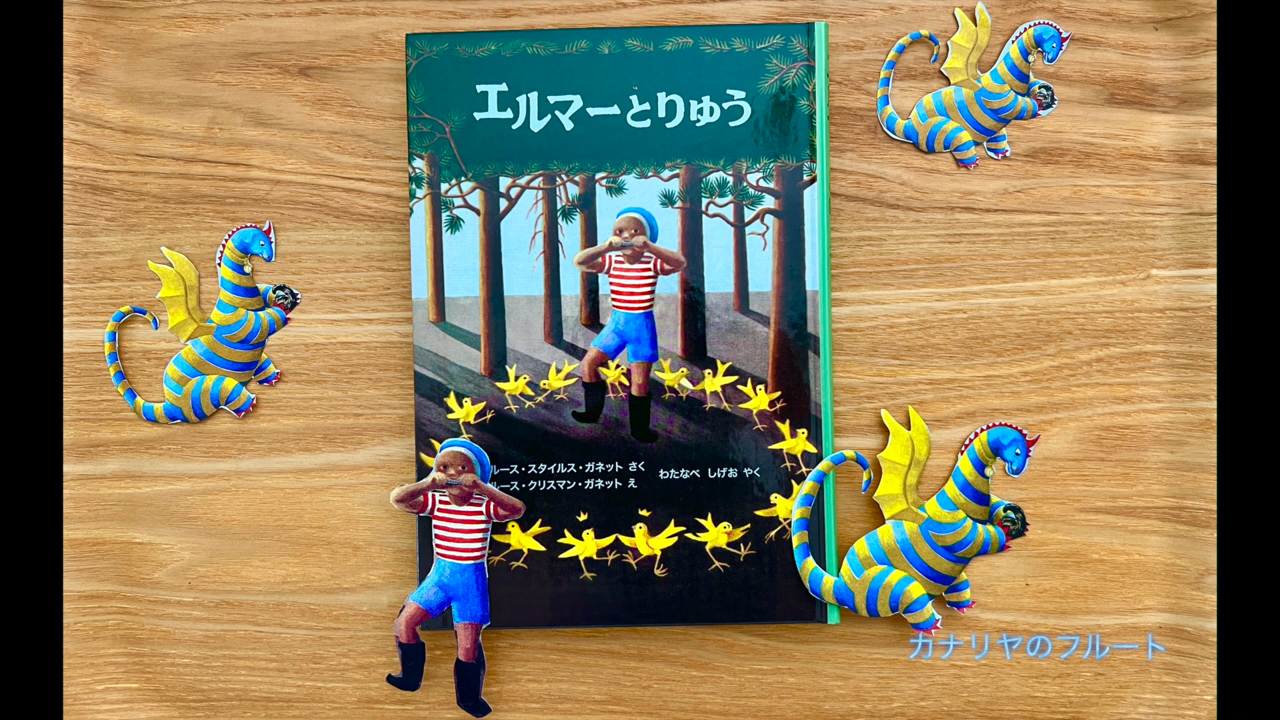 エルマーとりゅう
ルース・スタイルス・ガネット さく
ルース・クリスマン・ガネット え
わたなべ しげお やく
カナリヤのフルート